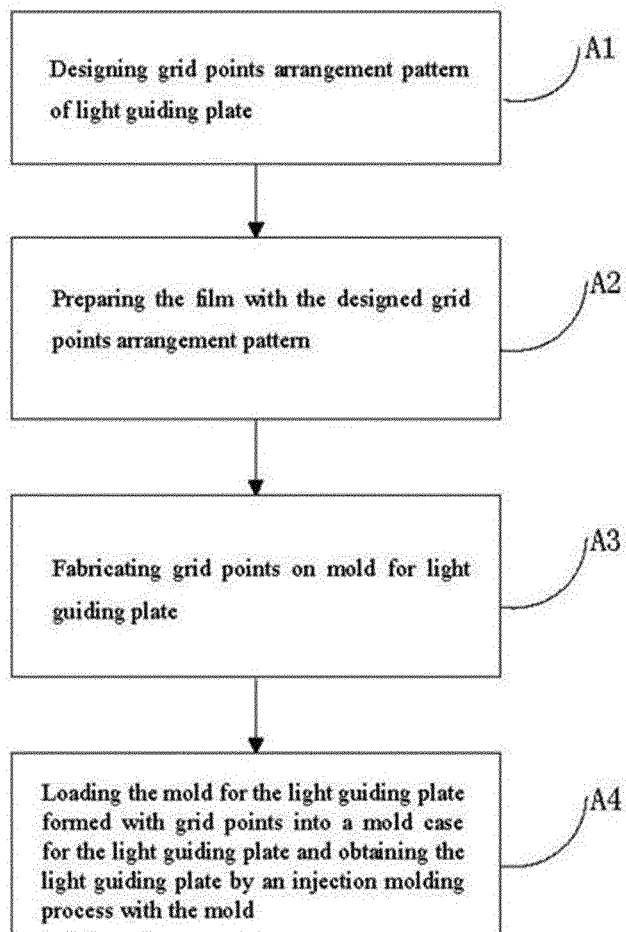 Designing grid points arrangement pattern
of light guiding plate
A1
Preparing the film with the designed grid
points arrangement pattern
A2
Fabricating grid points on mold for light
guiding plate
A3
Loading the mold for the light guiding plate
formed with grid points into a mold case
for the light guiding plate and obtaining the
light guiding plate by an injection molding
process with the mold
A4